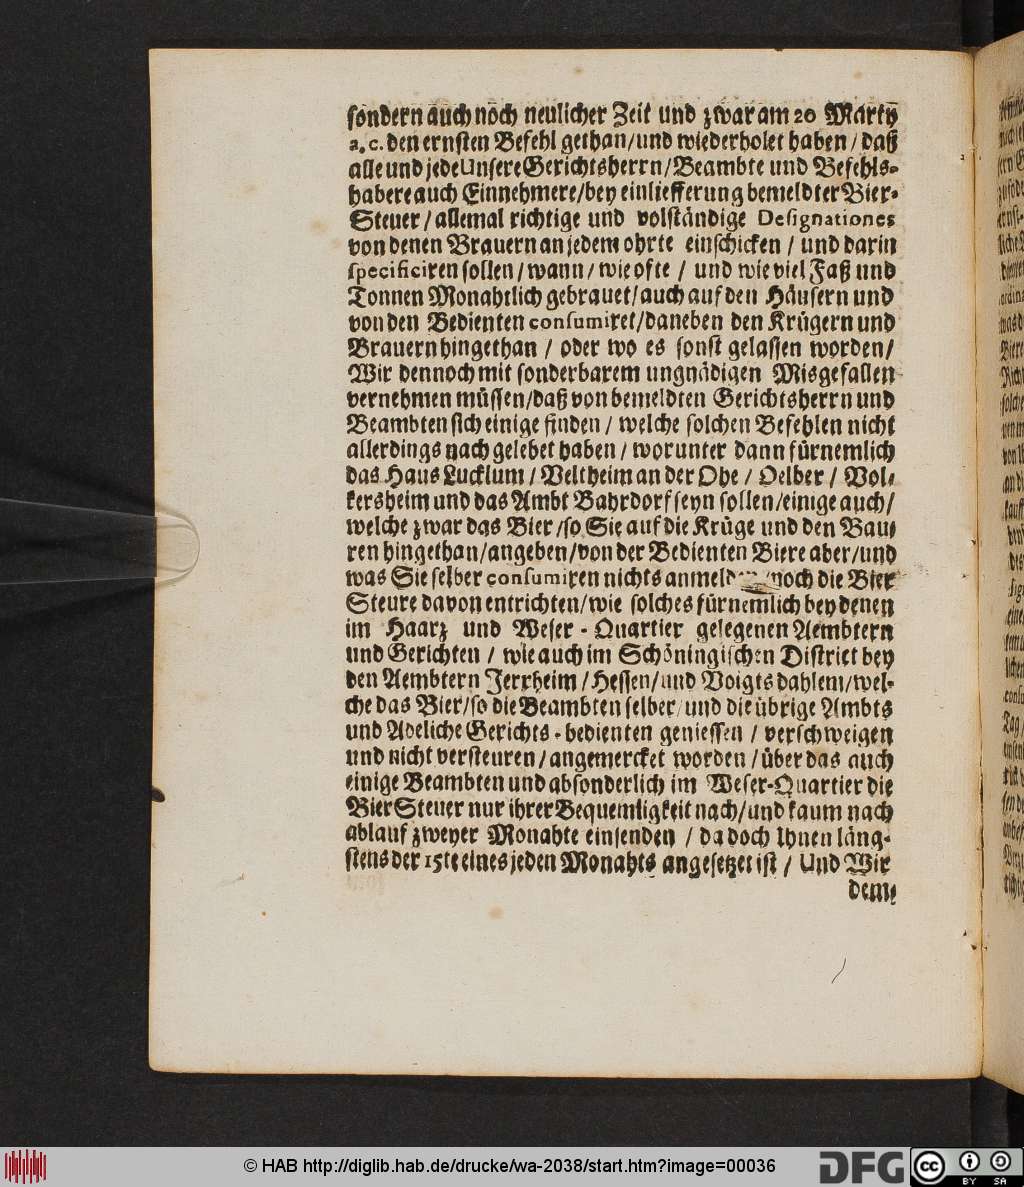 sondern auch noch neulicher Zeit und zwar am 20 Martij
a. c. den ernsten Befehl gethan/und wiederholet haben/ daß
alle und jede Unsere Gerichtsherrn/Beambte und Befehls-
habere auch Einnehmere/bey einliefferung bemeldter Bier-
Steuer/ allemal richtige und volständige Designationes
von denen Brauern an jedem ohrte einschicken / und darin
specificiren sollen/ wann/ wie ofte / und wie viel Faß und
Tonnen Monahtlich gebrauet/auch auf den Häusern und
von den Bedienten consumiret/daneben den Krügern und
Brauern hingethan / oder wo es sonst gelassen worden/
Wir dennoch mit sonderbarem ungnädigen Misgefallen
vernehmen müssen/daß von bemeldten Gerichtsherrn und
Beambten sich einige finden/ welche solchen Befehlen nicht
allerdings nach gelebet haben/ worunter dann fürnemlich
das Haus Lucklum/ Veltheim an der Ohe/ Oelber/ Vol-
kersheim und das Ambt Bahrdorf seyn sollen/einige auch/
welche zwar das Bier/so Sie auf die Krüge und den Bau-
ren hingethan/angeben/von der Bedienten Biere aber/und
was Sie selber consumiren nichts anmelden/noch die Bier
Steure davon entrichten/wie solches fürnemlich bey denen
im Haarz und Weser-Quartier gelegenen Aembtern
und Gerichten / wie auch im Schöningischen District bey
den Aembtern Jerxheim/Hessen/und Voigts dahlem/wel-
che das Bier/so die Beambten selber/und die übrige Ambts
und Adeliche Gerichts-bedienten geniessen / verschweigen
und nicht versteuren/angemercket worden/über das auch
einige Beambten und absonderlich im Weser-Quartier die
Bier Steuer nur ihrer Bequemligkeit nach/und kaum nach
ablauf zweyer Monahte einsenden / da doch Ihnen läng-
stens der 15te eines jeden Monahts angesetzet ist / Und Wir
dem-
© HAB http://diglib.hab.de/drucke/wa-2038/start.htm?image=00036
DFG
cc BY SA